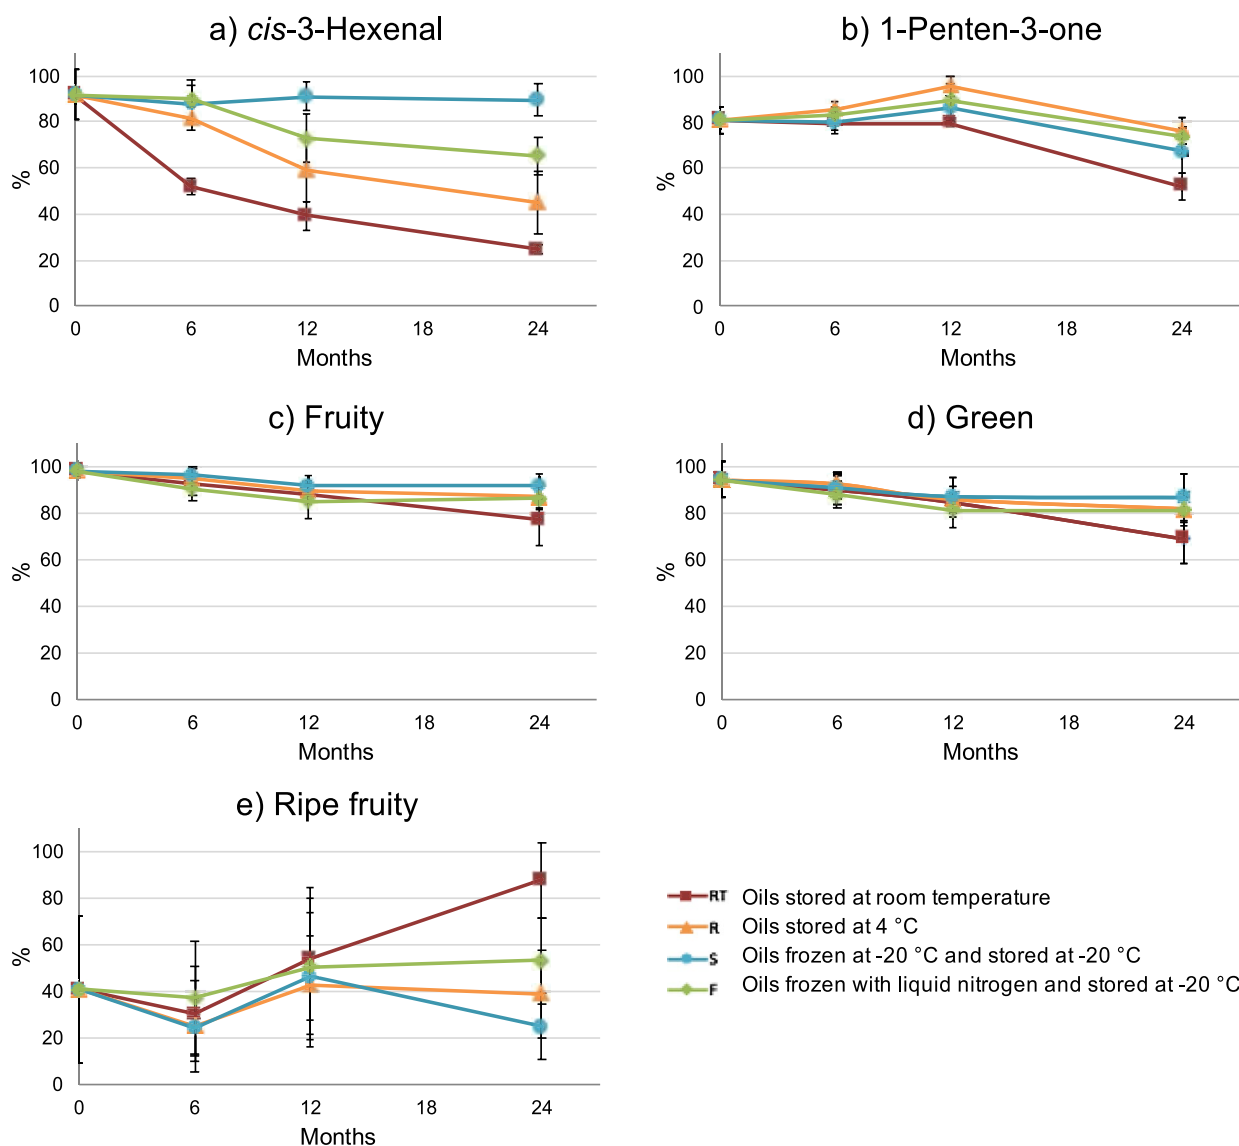 a) cis-3-Hexenal
100
80
60
40
20
0
%
0 6 12 18 24
Months
b) 1-Penten-3-one
100
80
60
40
20
0
%
0 6 12 18 24
Months
c) Fruity
100
80
60
40
20
0
%
0 6 12 18 24
Months
d) Green
100
80
60
40
20
0
%
0 6 12 18 24
Months
e) Ripe fruity
100
80
60
40
20
0
%
0 6 12 18 24
Months
RT Oils stored at room temperature
R Oils stored at 4 °C
S Oils frozen at -20 °C and stored at -20 °C
F Oils frozen with liquid nitrogen and stored at -20 °C